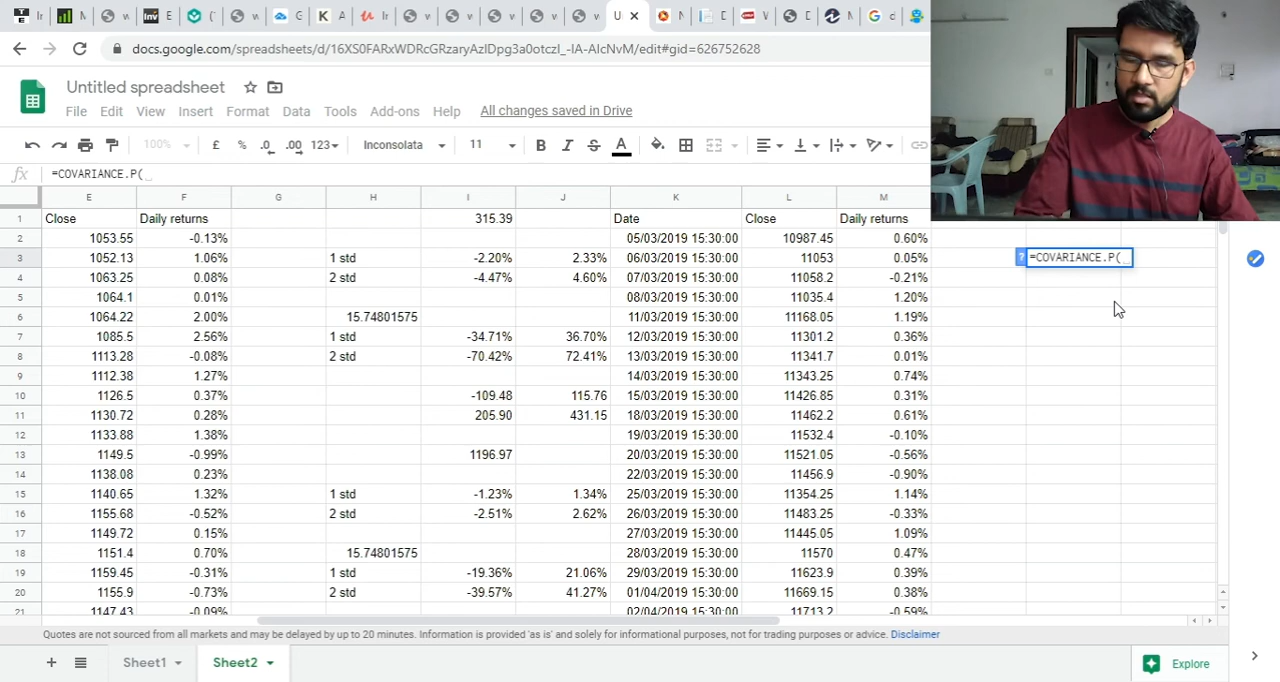 docs.google.com/spreadsheets/d/16XS0FARxWDRcGRzaryAzIDpg3a0otczI_-IA-AIcNvM/edit#gid=626752628
Untitled spreadsheet
File Edit View Insert Format Data Tools Add-ons Help All changes saved in Drive
100% £ % .0 .00 123 Inconsolata 11 B I S A
fx =COVARIANCE.P(
E F G H I J K L M
1 Close Daily returns 315.39 Date Close Daily returns
2 1053.55 -0.13% 05/03/2019 15:30:00 10987.45 0.60%
3 1052.13 1.06% 1 std -2.20% 2.33% 06/03/2019 15:30:00 11053 0.05% ? =COVARIANCE.P(
4 1063.25 0.08% 2 std -4.47% 4.60% 07/03/2019 15:30:00 11058.2 -0.21%
5 1064.1 0.01% 08/03/2019 15:30:00 11035.4 1.20%
6 1064.22 2.00% 15.74801575 11/03/2019 15:30:00 11168.05 1.19%
7 1085.5 2.56% 1 std -34.71% 36.70% 12/03/2019 15:30:00 11301.2 0.36%
8 1113.28 -0.08% 2 std -70.42% 72.41% 13/03/2019 15:30:00 11341.7 0.01%
9 1112.38 1.27% 14/03/2019 15:30:00 11343.25 0.74%
10 1126.5 0.37% -109.48 115.76 15/03/2019 15:30:00 11426.85 0.31%
11 1130.72 0.28% 205.90 431.15 18/03/2019 15:30:00 11462.2 0.61%
12 1133.88 1.38% 19/03/2019 15:30:00 11532.4 -0.10%
13 1149.5 -0.99% 1196.97 20/03/2019 15:30:00 11521.05 -0.56%
14 1138.08 0.23% 22/03/2019 15:30:00 11456.9 -0.90%
15 1140.65 1.32% 1 std -1.23% 1.34% 25/03/2019 15:30:00 11354.25 1.14%
16 1155.68 -0.52% 2 std -2.51% 2.62% 26/03/2019 15:30:00 11483.25 -0.33%
17 1149.72 0.15% 27/03/2019 15:30:00 11445.05 1.09%
18 1151.4 0.70% 15.74801575 28/03/2019 15:30:00 11570 0.47%
19 1159.45 -0.31% 1 std -19.36% 21.06% 29/03/2019 15:30:00 11623.9 0.39%
20 1155.9 -0.73% 2 std -39.57% 41.27% 01/04/2019 15:30:00 11669.15 0.38%
21 1147.43 -0.09% 02/04/2019 15:30:00 11713.2 -0.59%
Quotes are not sourced from all markets and may be delayed by up to 20 minutes. Information is provided 'as is' and solely for informational purposes, not for trading purposes or advice. Disclaimer
Sheet1 Sheet2 Explore